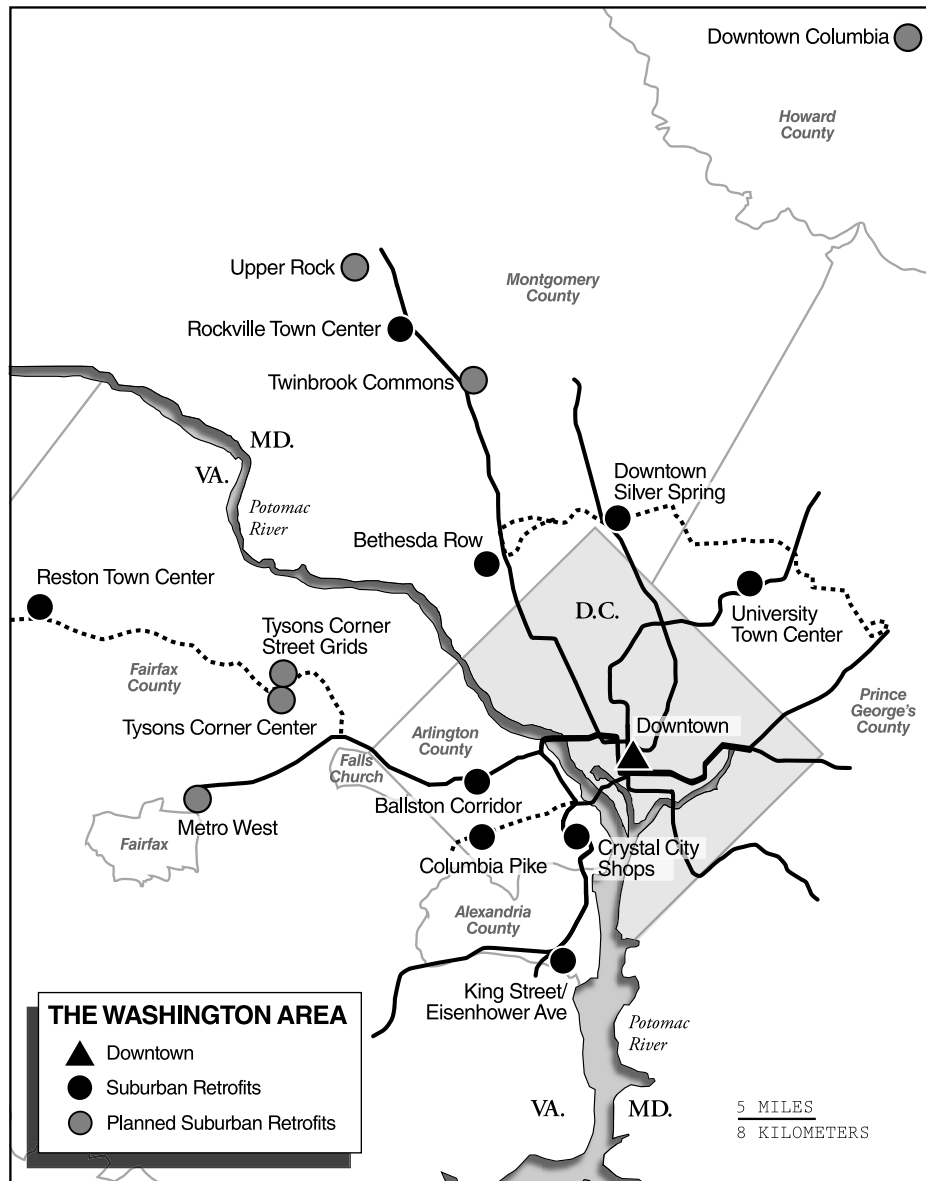 Downtown Columbia
Howard
County
Upper Rock
Montgomery
County
Rockville Town Center
Twinbrook Commons
MD.
VA.
Potomac
River
Downtown
Silver Spring
Bethesda Row
Reston Town Center
D.C.
University
Town Center
Tysons Corner
Street Grids
Fairfax
County
Tysons Corner Center
Prince
George's
County
Arlington
County
Downtown
Falls
Church
Ballston Corridor
Metro West
Fairfax
Columbia Pike
Crystal City
Shops
Alexandria
County
King Street/
Eisenhower Ave
Potomac
River
THE WASHINGTON AREA
Downtown
Suburban Retrofits
Planned Suburban Retrofits
VA.
MD.
5 MILES
8 KILOMETERS